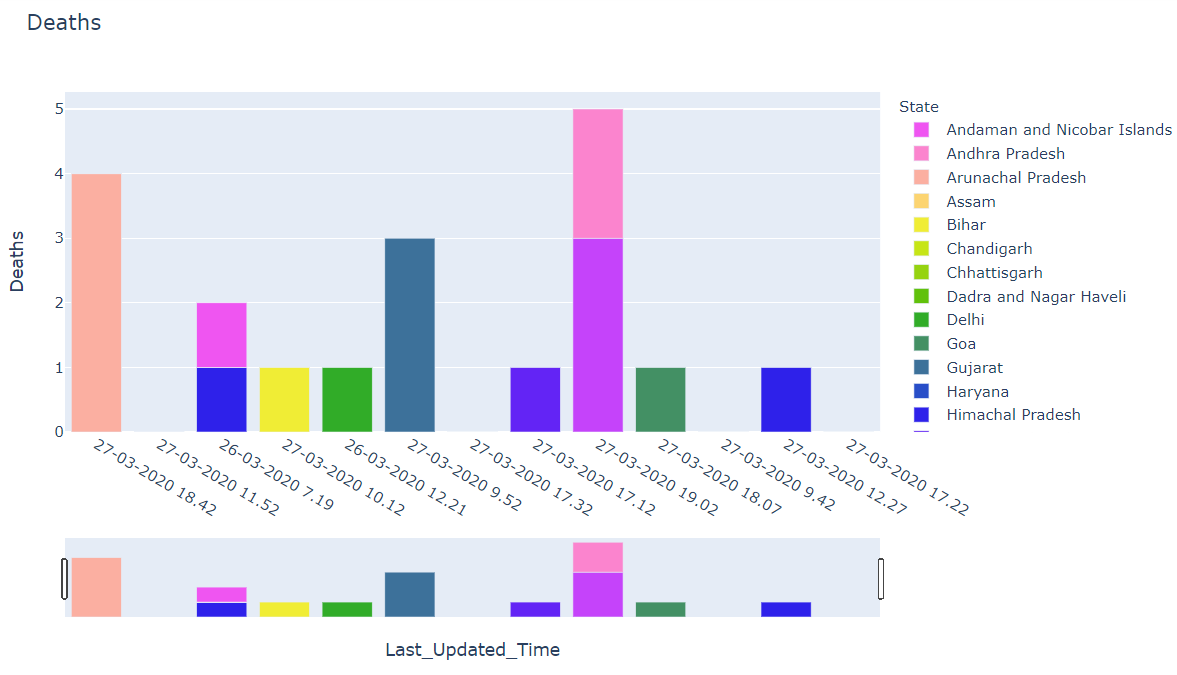 Deaths
Deaths
5
4
3
2
1
0
27-03-2020 18.42
27-03-2020 11.52
26-03-2020 7.19
27-03-2020 10.12
26-03-2020 12.21
27-03-2020 9.52
27-03-2020 17.32
27-03-2020 17.12
27-03-2020 19.02
27-03-2020 18.07
27-03-2020 9.42
27-03-2020 12.27
27-03-2020 17.22
Last_Updated_Time
State
Andaman and Nicobar Islands
Andhra Pradesh
Arunachal Pradesh
Assam
Bihar
Chandigarh
Chhattisgarh
Dadra and Nagar Haveli
Delhi
Goa
Gujarat
Haryana
Himachal Pradesh